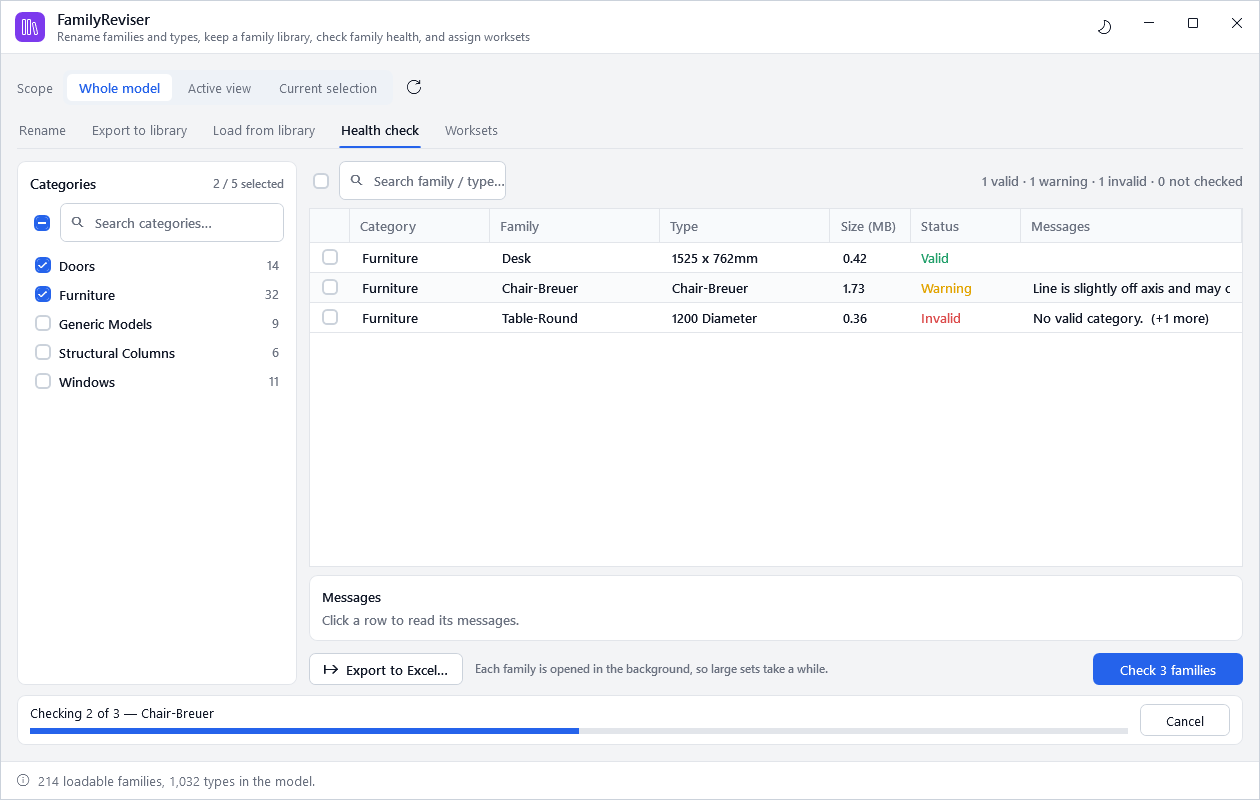 FamilyReviser
Rename families and types, keep a family library, check family health, and assign worksets
Scope Whole model Active view Current selection
Rename Export to library Load from library Health check Worksets
Categories 2 / 5 selected
Search categories...
Doors 14
Furniture 32
Generic Models 9
Structural Columns 6
Windows 11
Search family / type... 1 valid · 1 warning · 1 invalid · 0 not checked
Category Family Type Size (MB) Status Messages
Furniture Desk 1525 x 762mm 0.42 Valid
Furniture Chair-Breuer Chair-Breuer 1.73 Warning Line is slightly off axis and may c
Furniture Table-Round 1200 Diameter 0.36 Invalid No valid category. (+1 more)
Messages
Click a row to read its messages.
Export to Excel... Each family is opened in the background, so large sets take a while. Check 3 families
Checking 2 of 3 — Chair-Breuer
Cancel
214 loadable families, 1,032 types in the model.